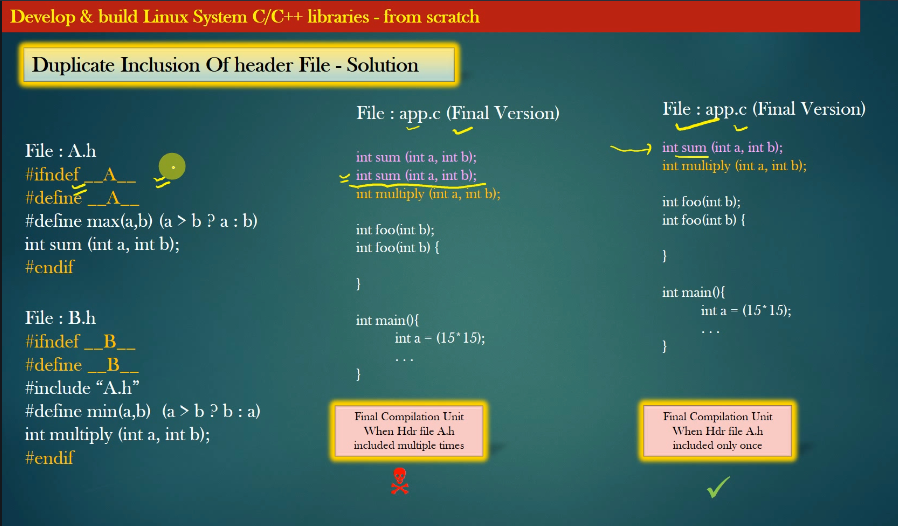 Develop & build Linux System C/C++ libraries - from scratch
Duplicate Inclusion Of header File - Solution
File : A.h
#ifndef __A__
#define __A__
#define max(a,b) (a > b ? a : b)
int sum (int a, int b);
#endif
File : B.h
#ifndef __B__
#define __B__
#include “A.h”
#define min(a,b) (a > b ? b : a)
int multiply (int a, int b);
#endif
File : app.c (Final Version)
int sum (int a, int b);
int sum (int a, int b);
int multiply (int a, int b);
int foo(int b);
int foo(int b) {
}
int main(){
int a = (15*15);
. . .
}
Final Compilation Unit
When Hdr file A.h
included multiple times
File : app.c (Final Version)
int sum (int a, int b);
int multiply (int a, int b);
int foo(int b);
int foo(int b) {
}
int main(){
int a = (15*15);
. . .
}
Final Compilation Unit
When Hdr file A.h
included only once